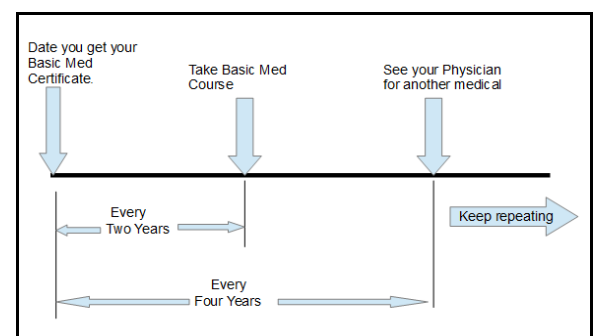 Date you get your
Basic Med
Certificate.
Take Basic Med
Course
See your Physician
for another medical
Every
Two Years
Keep repeating
Every
Four Years